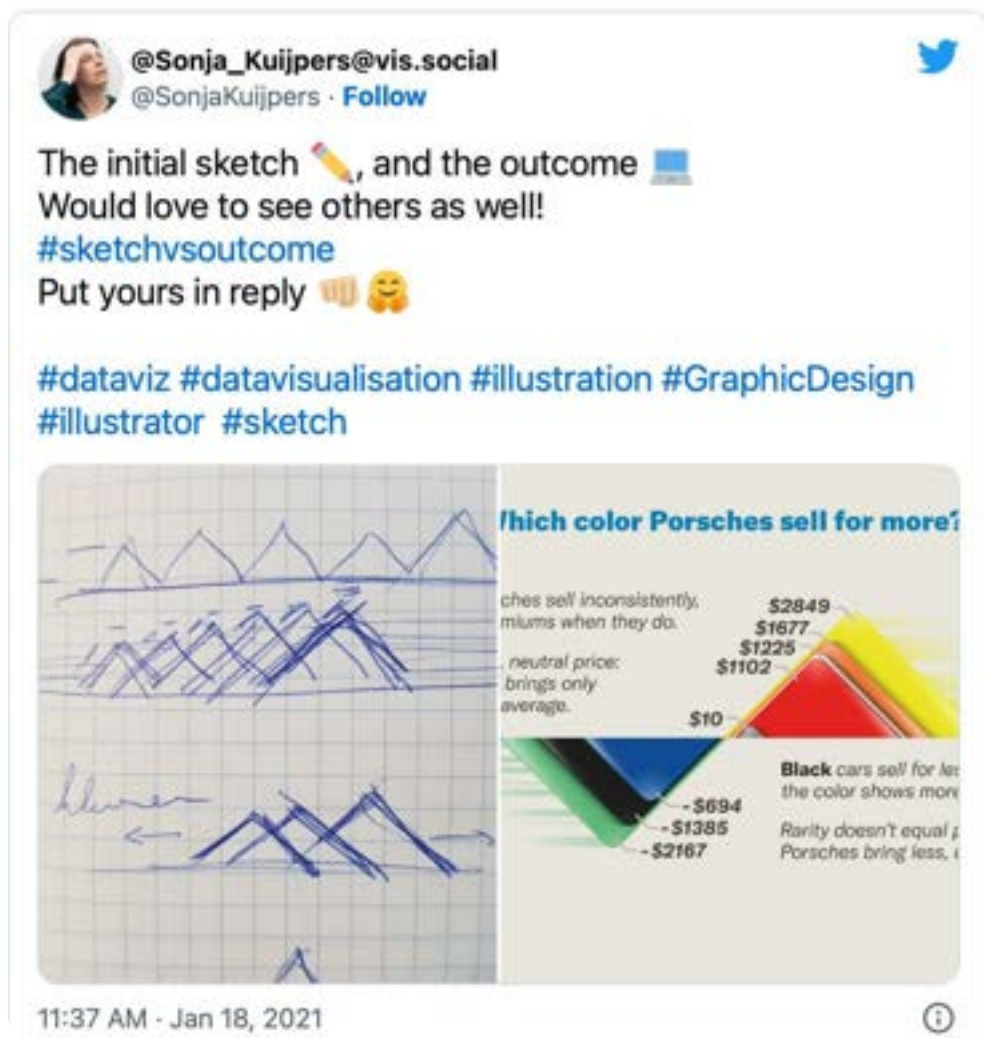 @Sonja_Kuijpers@vis.social
@SonjaKuijpers · Follow
The initial sketch ✏️, and the outcome 💻
Would love to see others as well!
#sketchvsoutcome
Put yours in reply 👊🏼🤗
#dataviz #datavisualisation #illustration #GraphicDesign
#illustrator #sketch
hich color Porsches sell for more?
ches sell inconsistently,
miums when they do.
neutral price:
brings only
average.
$2849
$1677
$1225
$1102
$10
- $694
- $1385
- $2167
Black cars sell for le
the color shows more
Rarity doesn't equal
Porsches bring less,
11:37 AM · Jan 18, 2021